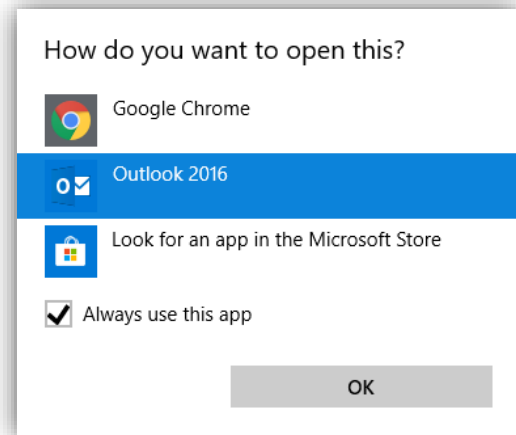 How do you want to open this?
Google Chrome
Outlook 2016
Look for an app in the Microsoft Store
Always use this app
OK